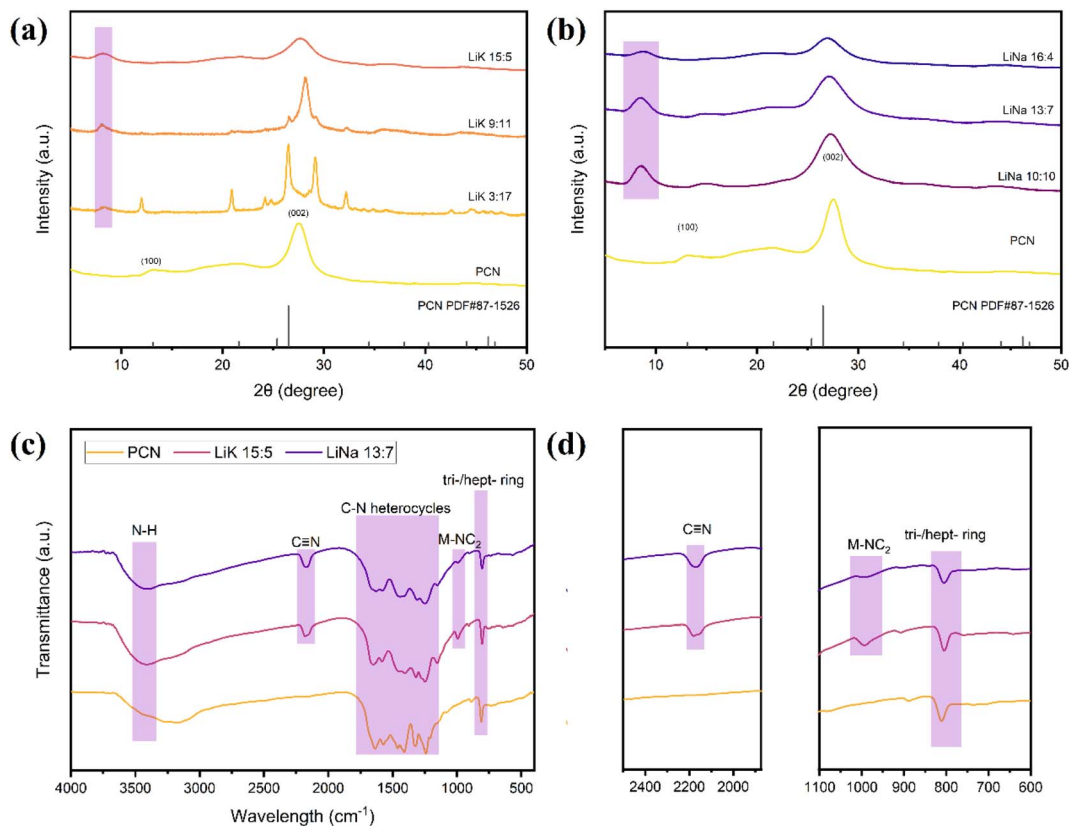 (a)
LiK 15:5
LiK 9:11
LiK 3:17
(002)
(100)
PCN
PCN PDF#87-1526
Intensity (a.u.)
10 20 30 40 50
2θ (degree)
(b)
LiNa 16:4
LiNa 13:7
(002)
LiNa 10:10
(100)
PCN
PCN PDF#87-1526
Intensity (a.u.)
10 20 30 40 50
2θ (degree)
(c)
PCN LiK 15:5 LiNa 13:7
tri-/hept- ring
C-N heterocycles
N-H
C≡N
M-NC2
Transmittance (a.u.)
4000 3500 3000 2500 2000 1500 1000 500
Wavelength (cm-1)
(d)
C≡N
2400 2200 2000
M-NC2
tri-/hept- ring
1100 1000 900 800 700 600